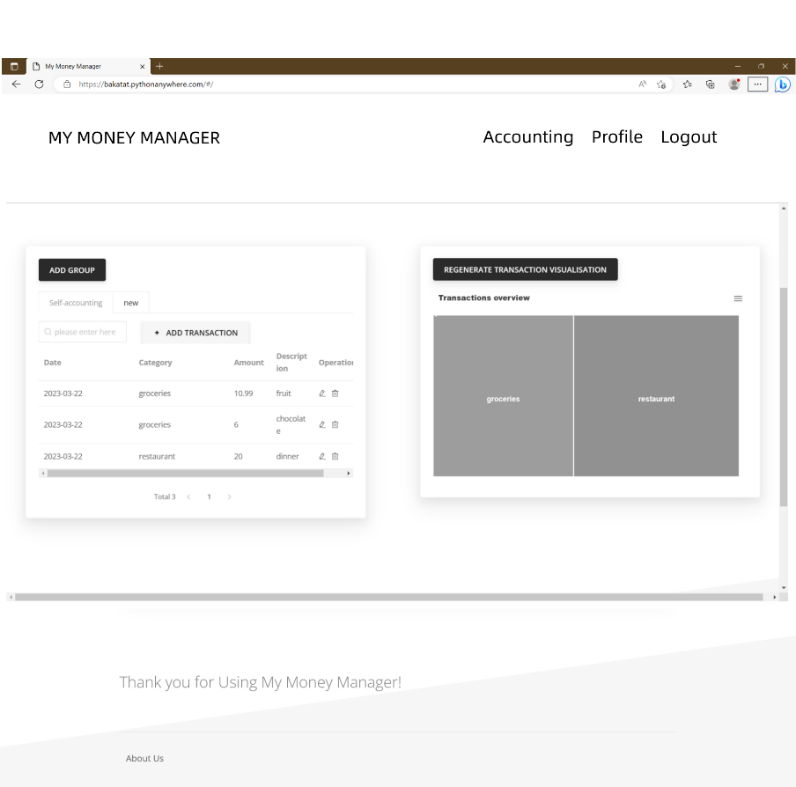 My Money Manager
https://bakatat.pythonanywhere.com/#/
MY MONEY MANAGER Accounting Profile Logout
ADD GROUP
Self-accounting new
please enter here + ADD TRANSACTION
Date Category Amount Descript
ion Operation
2023-03-22 groceries 10.99 fruit
2023-03-22 groceries 6 chocolat
e
2023-03-22 restaurant 20 dinner
Total 3 < 1 >
REGENERATE TRANSACTION VISUALISATION
Transactions overview
groceries restaurant
Thank you for Using My Money Manager!
About Us